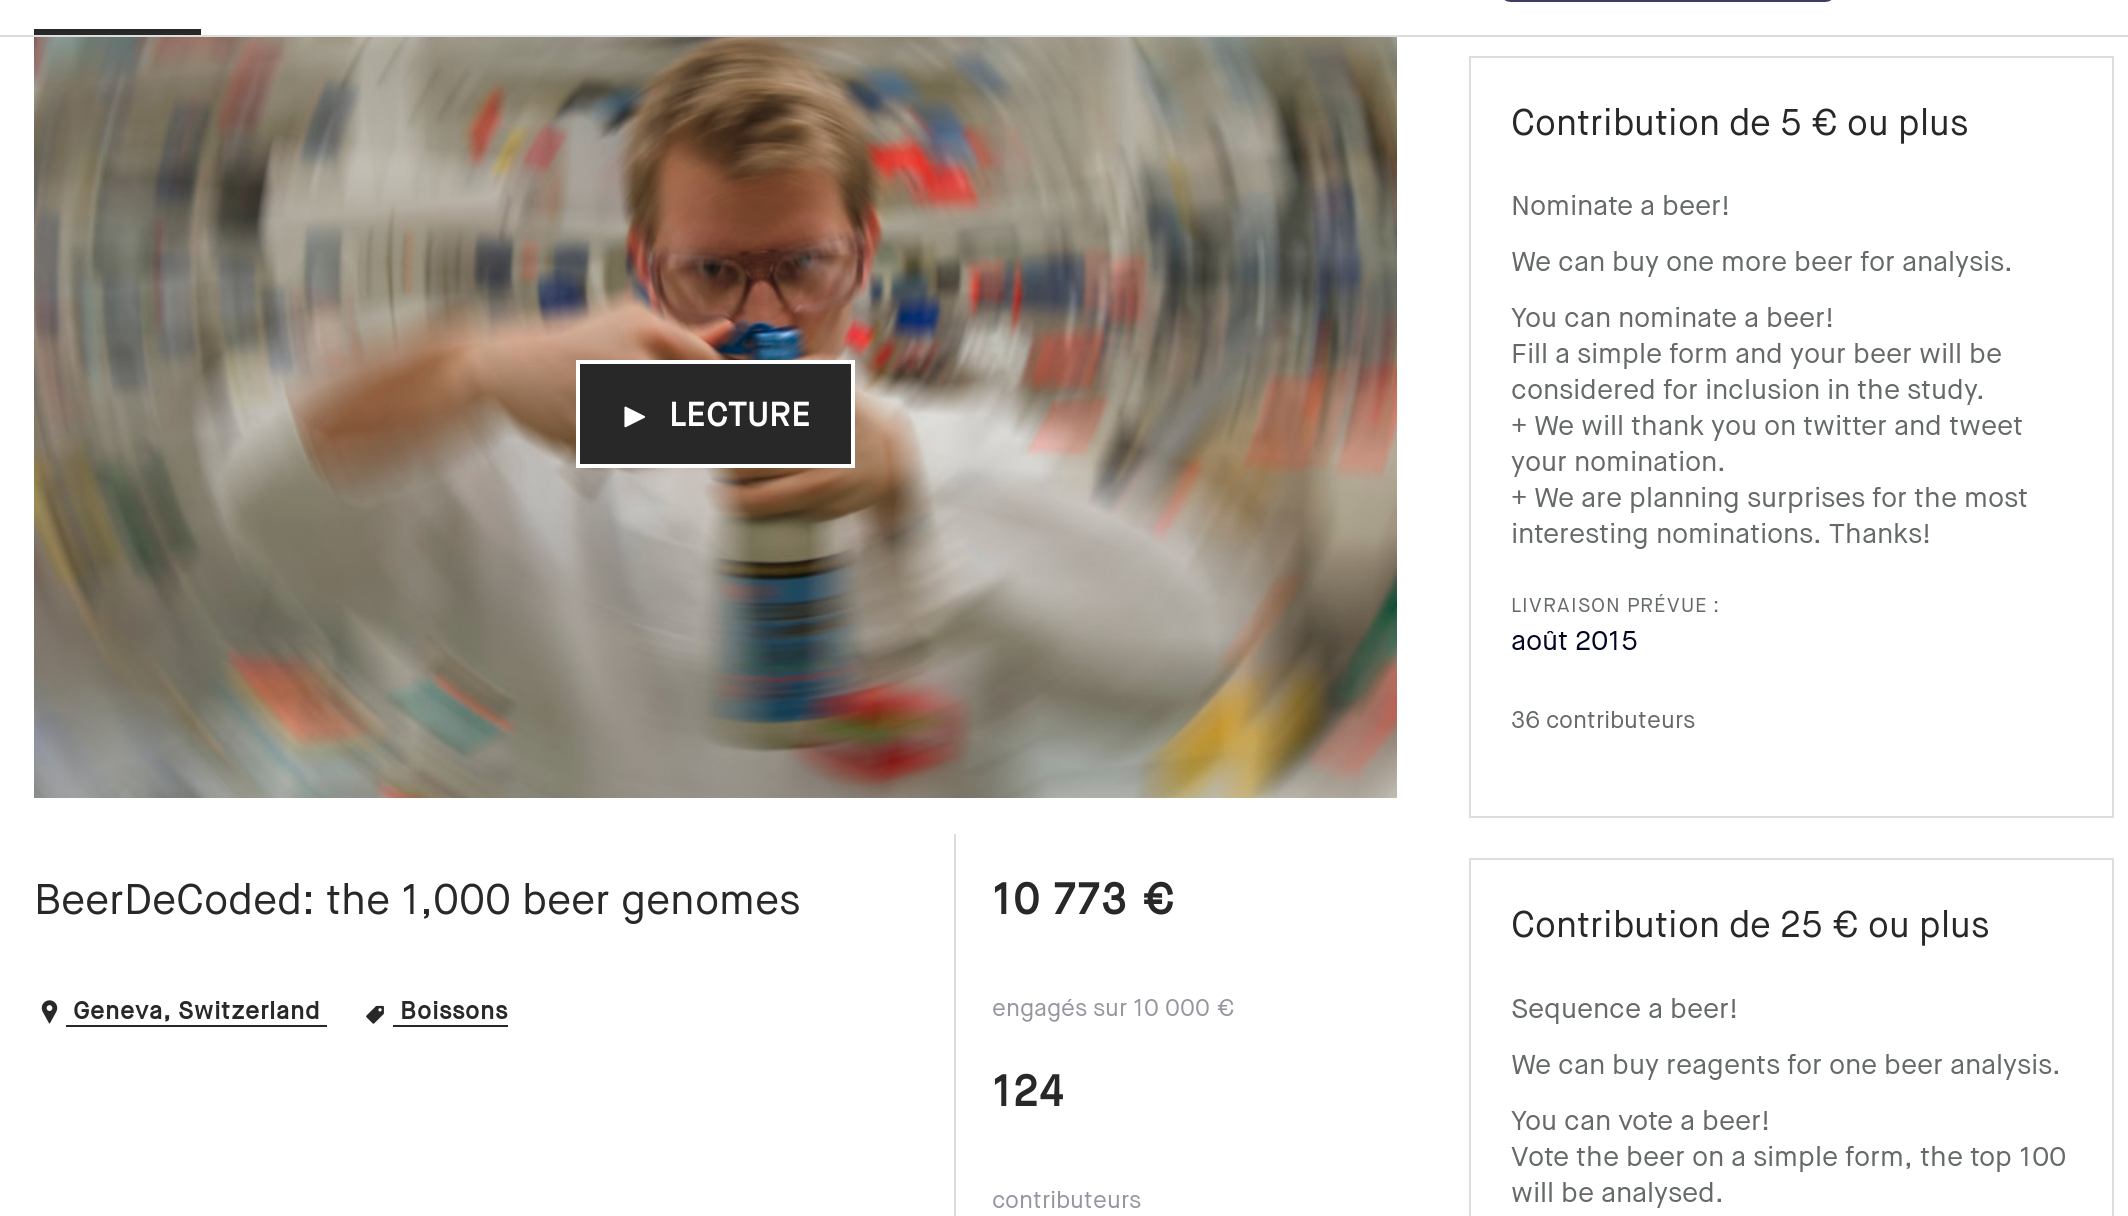 LECTURE
BeerDeCoded: the 1,000 beer genomes
Geneva, Switzerland
Boissons
10 773 €
engagés sur 10 000 €
124
contributeurs
Contribution de 5 € ou plus
Nominate a beer!
We can buy one more beer for analysis.
You can nominate a beer!
Fill a simple form and your beer will be
considered for inclusion in the study.
+ We will thank you on twitter and tweet
your nomination.
+ We are planning surprises for the most
interesting nominations. Thanks!
LIVRAISON PRÉVUE :
août 2015
36 contributeurs
Contribution de 25 € ou plus
Sequence a beer!
We can buy reagents for one beer analysis.
You can vote a beer!
Vote the beer on a simple form, the top 100
will be analysed.